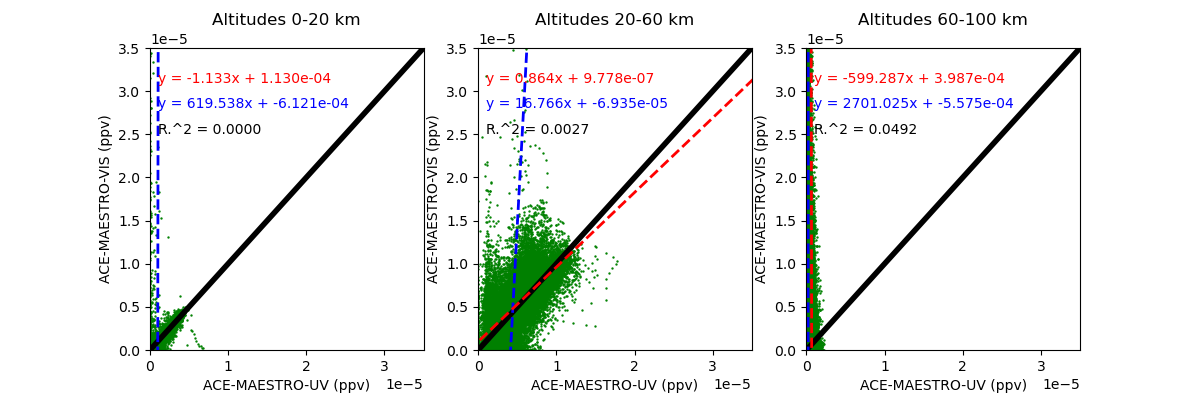 Altitudes 0-20 km
1e−5
3.5
3.0
2.5
2.0
1.5
1.0
0.5
0.0
ACE-MAESTRO-VIS (ppv)
y = -1.133x + 1.130e-04
y = 619.538x + -6.121e-04
R.^2 = 0.0000
0 1 2 3
ACE-MAESTRO-UV (ppv) 1e−5
Altitudes 20-60 km
1e−5
3.5
3.0
2.5
2.0
1.5
1.0
0.5
0.0
ACE-MAESTRO-VIS (ppv)
y = 0.864x + 9.778e-07
y = 16.766x + -6.935e-05
R.^2 = 0.0027
0 1 2 3
ACE-MAESTRO-UV (ppv) 1e−5
Altitudes 60-100 km
1e−5
3.5
3.0
2.5
2.0
1.5
1.0
0.5
0.0
ACE-MAESTRO-VIS (ppv)
y = -599.287x + 3.987e-04
y = 2701.025x + -5.575e-04
R.^2 = 0.0492
0 1 2 3
ACE-MAESTRO-UV (ppv) 1e−5